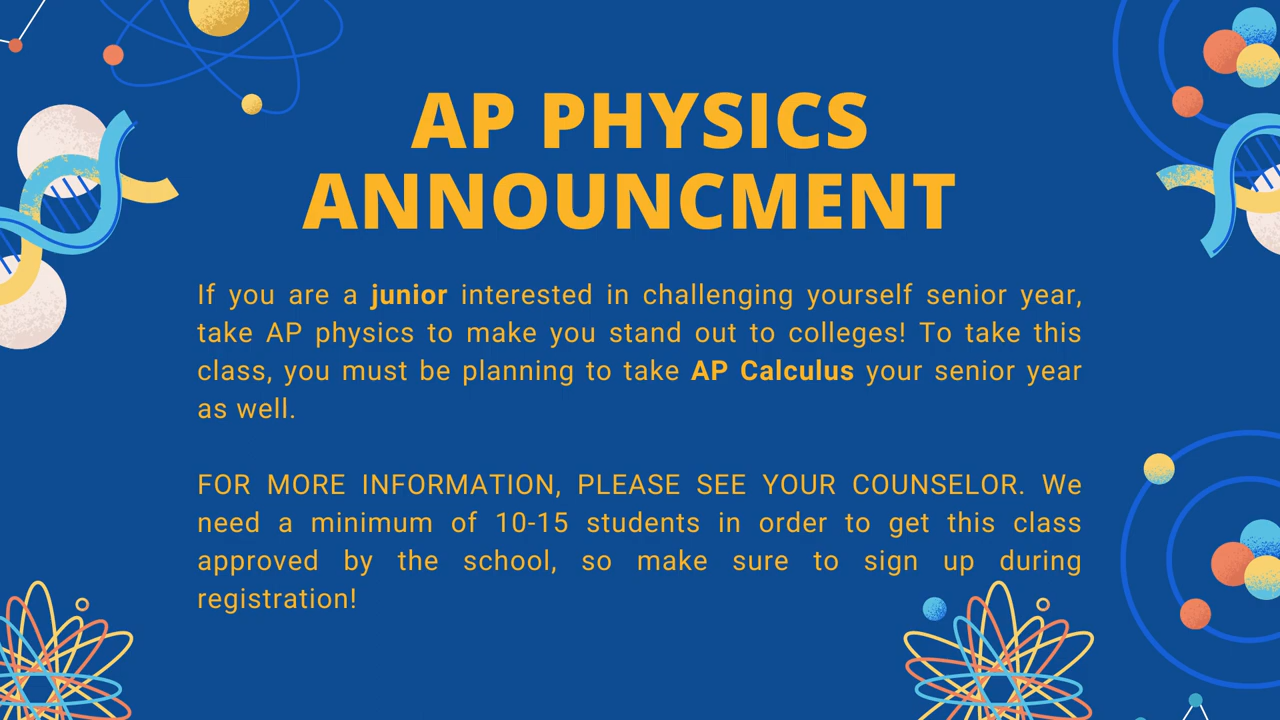 AP PHYSICS
ANNOUNCMENT
If you are a junior interested in challenging yourself senior year,
take AP physics to make you stand out to colleges! To take this
class, you must be planning to take AP Calculus your senior year
as well.
FOR MORE INFORMATION, PLEASE SEE YOUR COUNSELOR. We
need a minimum of 10-15 students in order to get this class
approved by the school, so make sure to sign up during
registration!